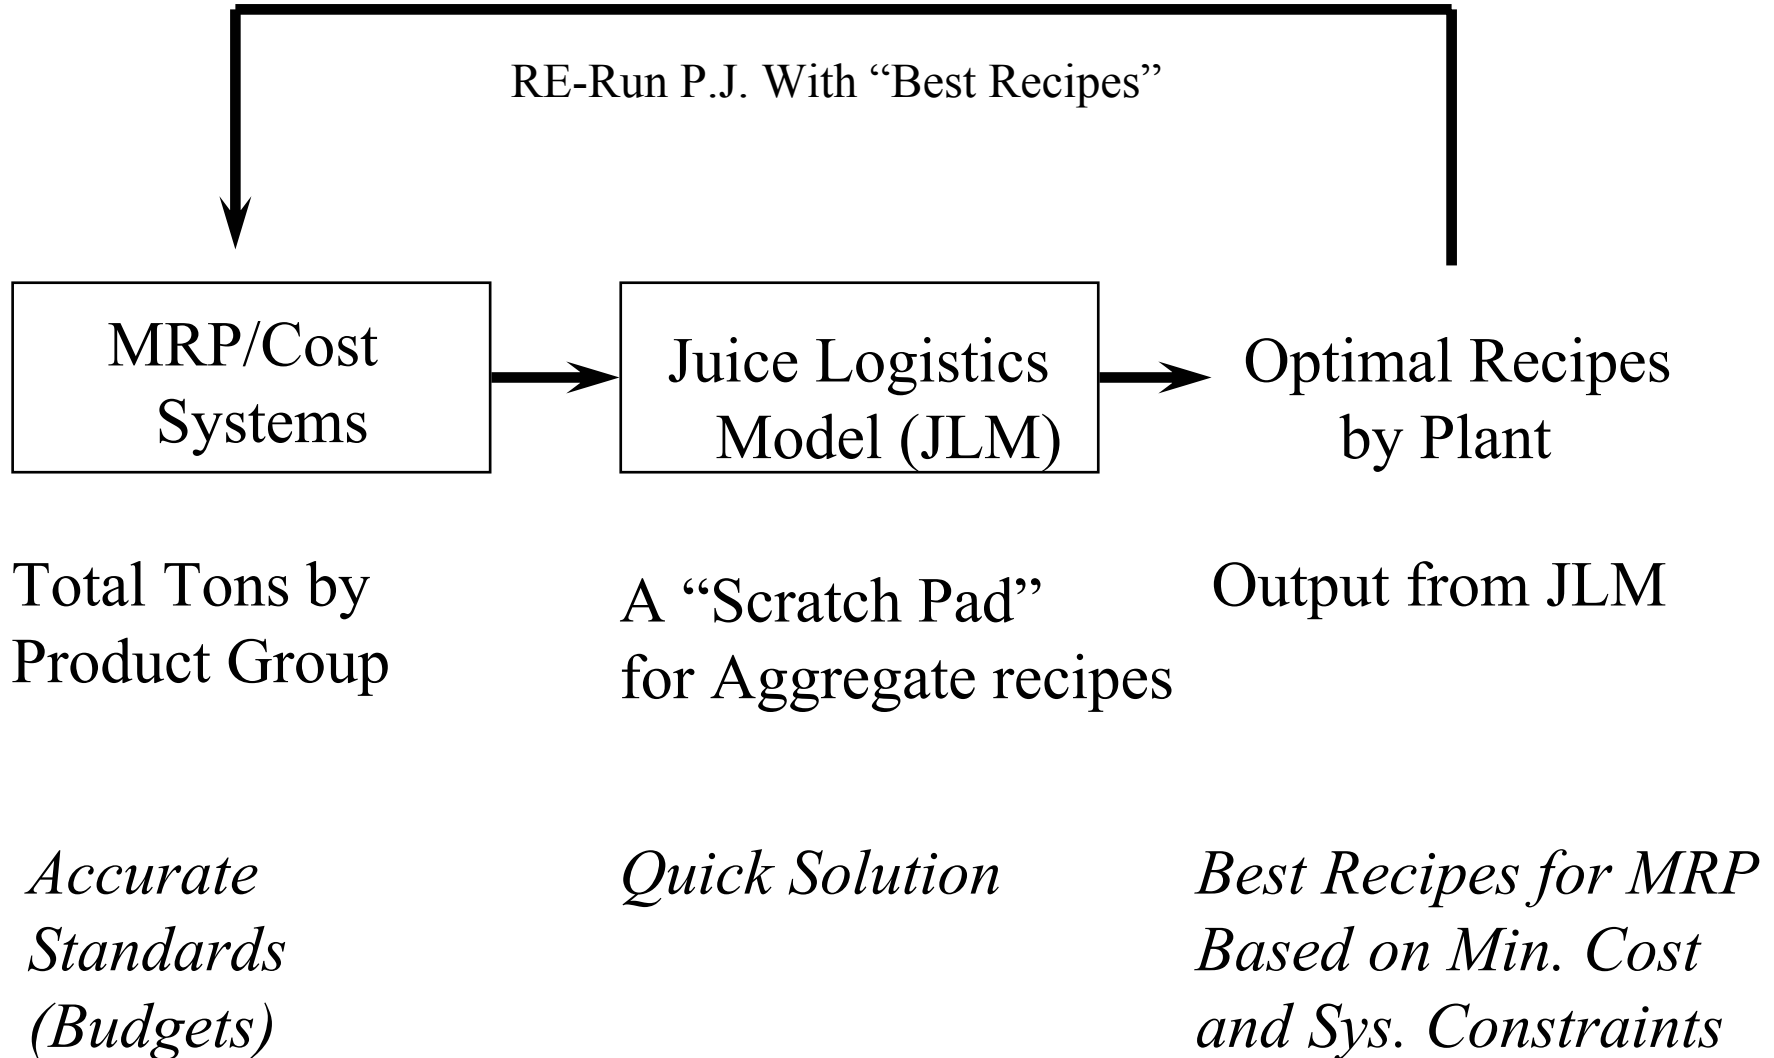 RE-Run P.J. With “Best Recipes”
MRP/Cost
Systems
Juice Logistics
Model (JLM)
Optimal Recipes
by Plant
Total Tons by
Product Group
A “Scratch Pad”
for Aggregate recipes
Output from JLM
Accurate
Standards
(Budgets)
Quick Solution
Best Recipes for MRP
Based on Min. Cost
and Sys. Constraints